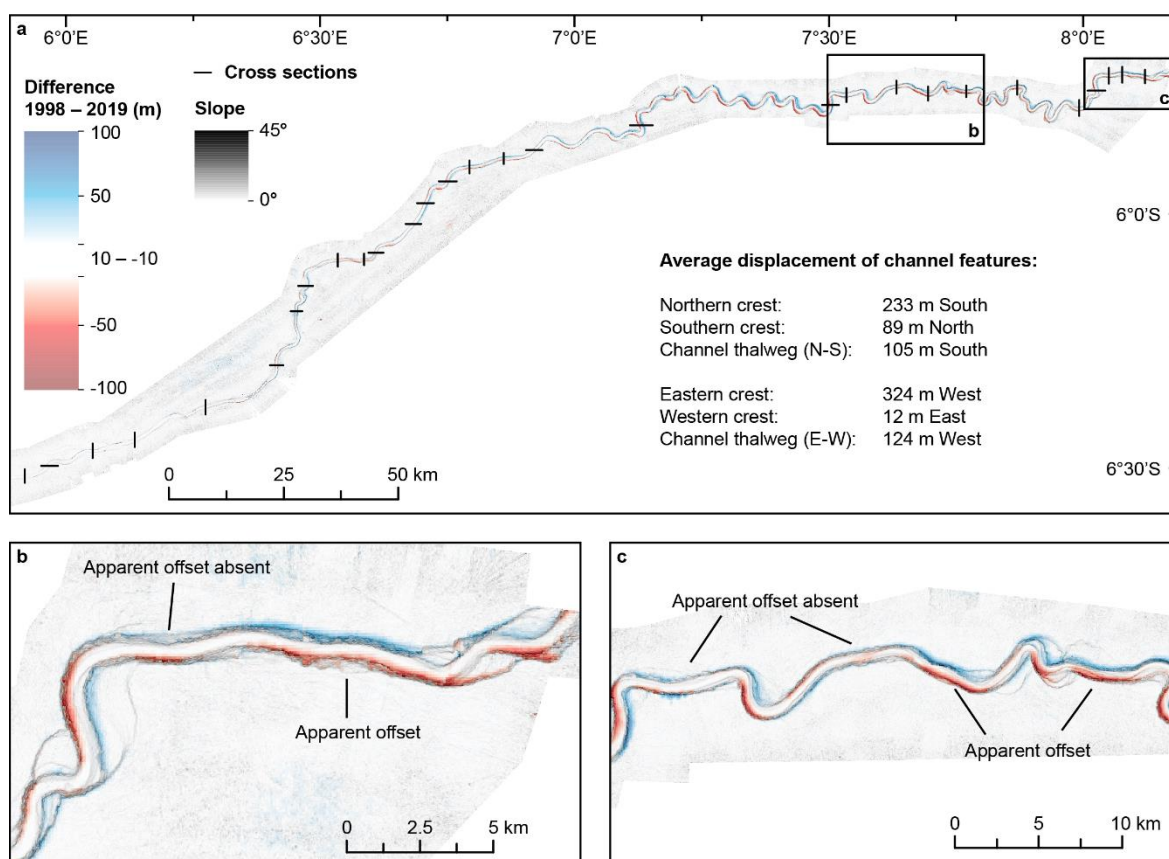 a
6°0'E
6°30'E
7°0'E
7°30'E
8°0'E
Difference
1998 – 2019 (m)
100
50
10 – -10
-50
-100
Cross sections
Slope
45°
0°
b
c
6°0'S
Average displacement of channel features:
Northern crest: 233 m South
Southern crest: 89 m North
Channel thalweg (N-S): 105 m South
Eastern crest: 324 m West
Western crest: 12 m East
Channel thalweg (E-W): 124 m West
6°30'S
0 25 50 km
b
Apparent offset absent
Apparent offset
0 2.5 5 km
c
Apparent offset absent
Apparent offset
0 5 10 km